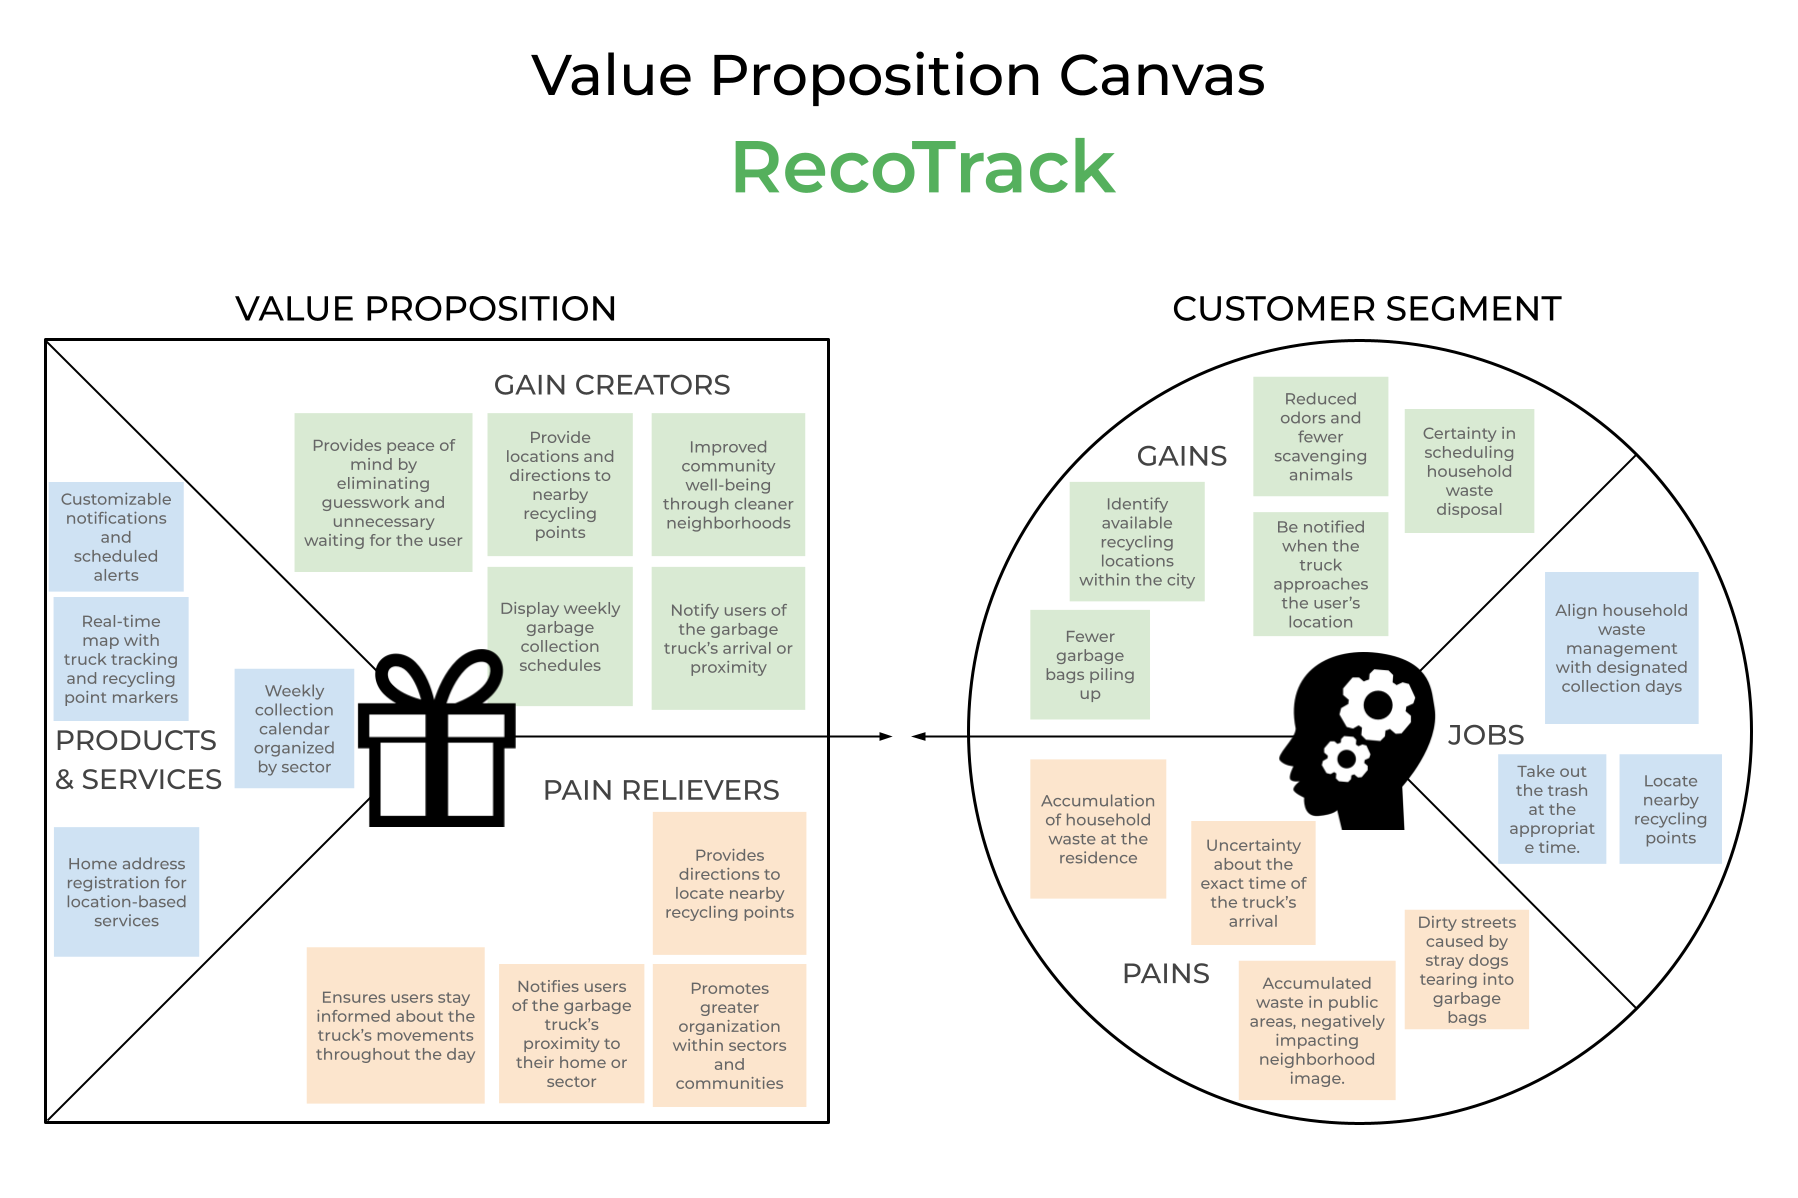 Value Proposition Canvas
RecoTrack
VALUE PROPOSITION
GAIN CREATORS
Provides peace of
mind by
eliminating
guesswork and
unnecessary
waiting for the user
Provide
locations and
directions to
nearby
recycling
points
Improved
community
well-being
through cleaner
neighborhoods
Display weekly
garbage
collection
schedules
Notify users of
the garbage
truck's arrival or
proximity
Customizable
notifications
and
scheduled
alerts
Real-time
map with
truck tracking
and recycling
point markers
Weekly
collection
calendar
organized
by sector
PRODUCTS
& SERVICES
Home address
registration for
location-based
services
PAIN RELIEVERS
Provides
directions to
locate nearby
recycling points
Ensures users stay
informed about the
truck's movements
throughout the day
Notifies users
of the garbage
truck's
proximity to
their home or
sector
Promotes
greater
organization
within sectors
and
communities
CUSTOMER SEGMENT
GAINS
Reduced
odors and
fewer
scavenging
animals
Certainty in
scheduling
household
waste
disposal
Identify
available
recycling
locations
within the city
Be notified
when the
truck
approaches
the user's
location
Fewer
garbage
bags piling
up
JOBS
Align household
waste
management
with designated
collection days
Take out
the trash
at the
appropriat
e time.
Locate
nearby
recycling
points
PAINS
Accumulation
of household
waste at the
residence
Uncertainty
about the
exact time of
the truck's
arrival
Dirty streets
caused by
stray dogs
tearing into
garbage
bags
Accumulated
waste in public
areas, negatively
impacting
neighborhood
image.